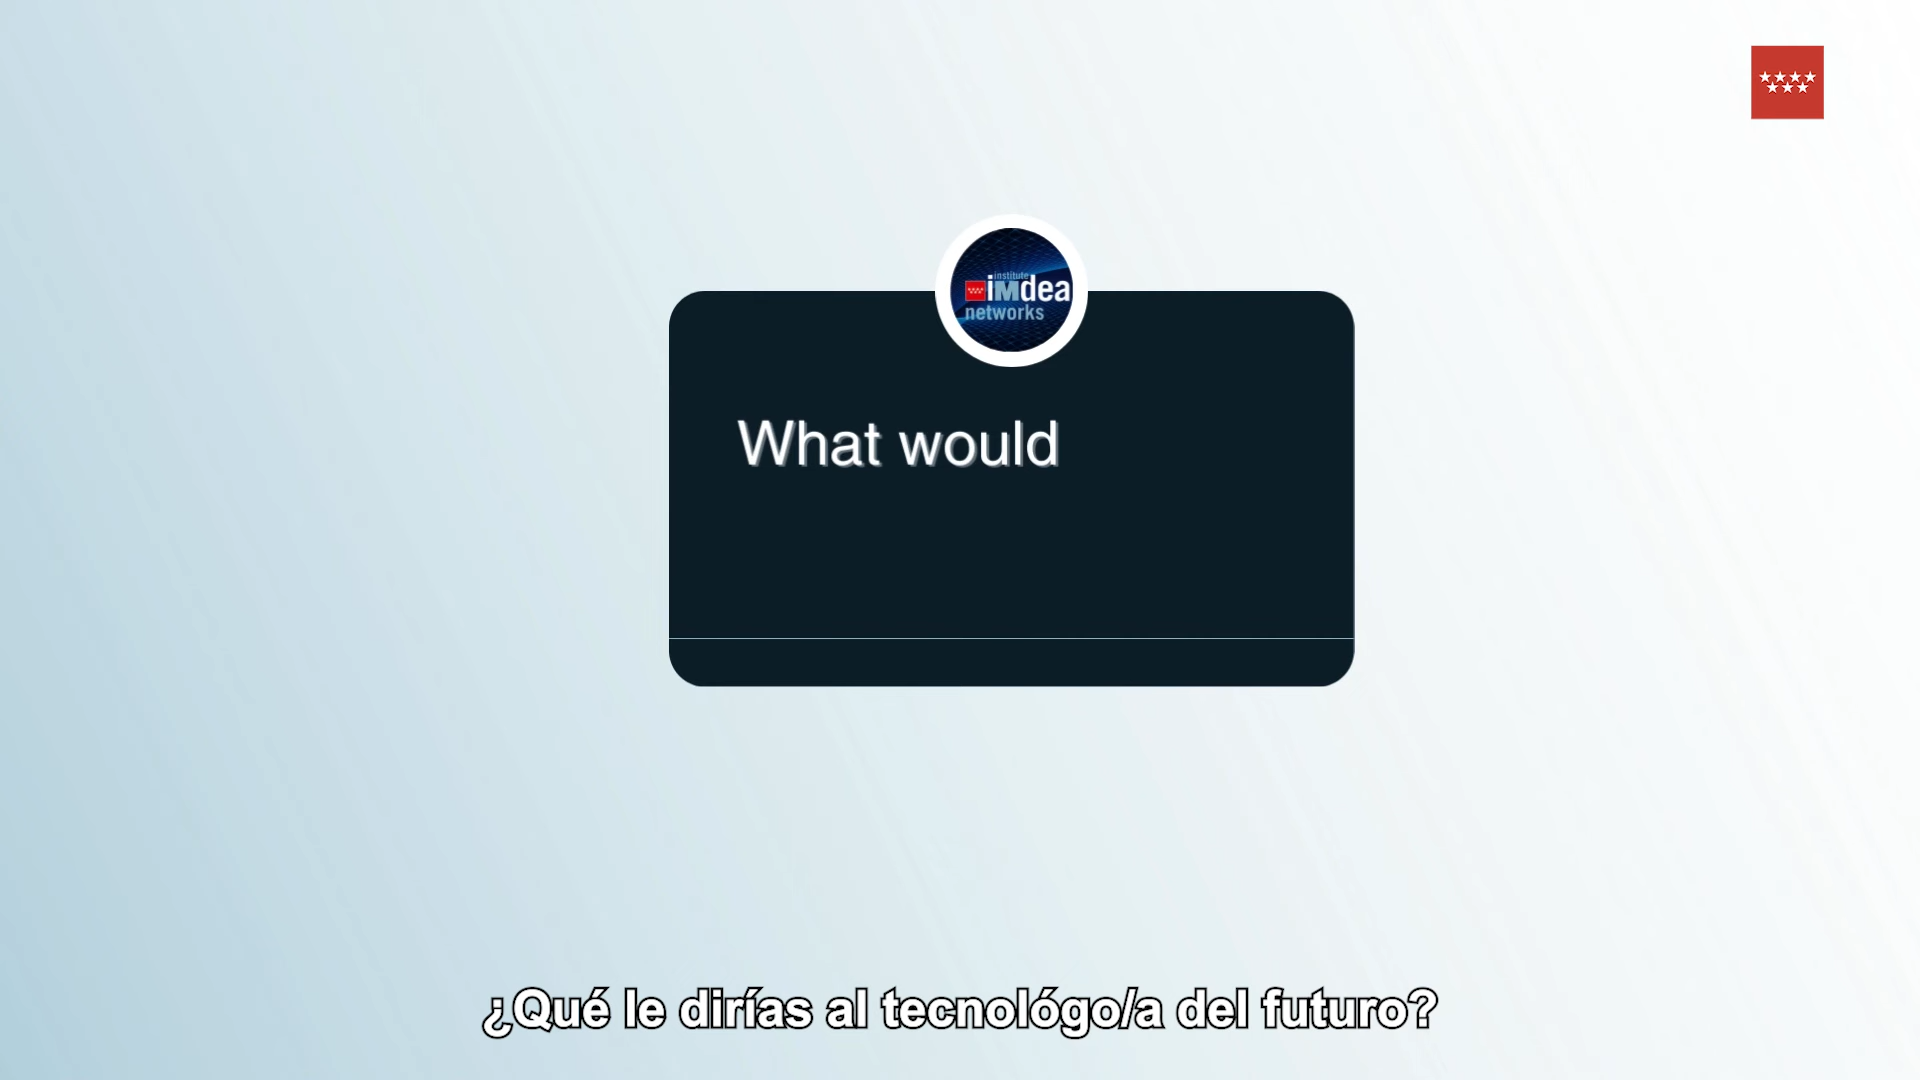 institute
iMdea
networks
What would
¿Qué le dirías al tecnológo/a del futuro?